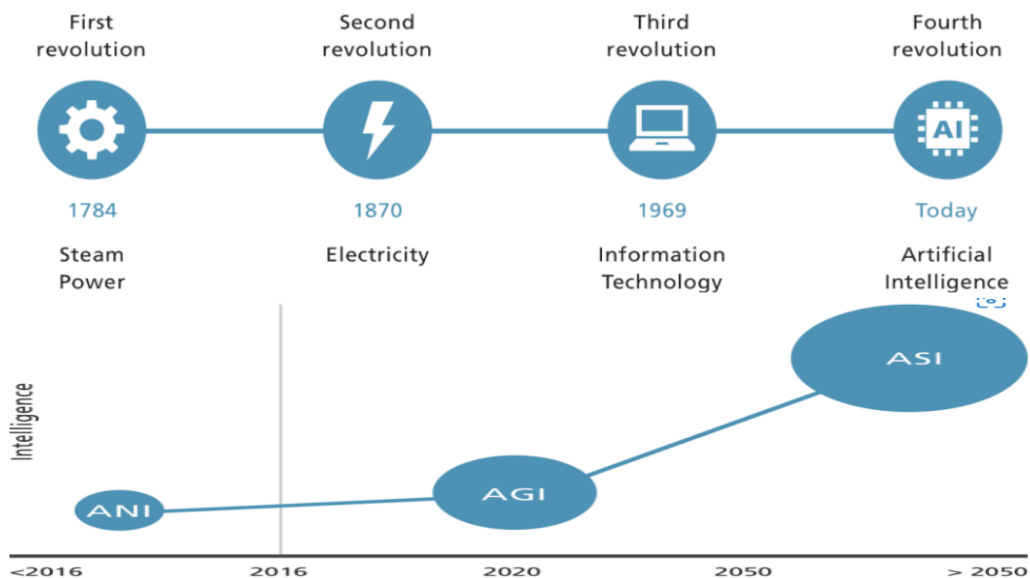 First revolution
Second revolution
Third revolution
Fourth revolution
AI
1784
1870
1969
Today
Steam Power
Electricity
Information Technology
Artificial Intelligence
Intelligence
ANI
AGI
ASI
<2016
2016
2020
2050
> 2050